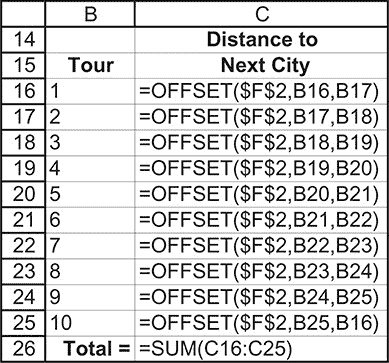 B C
14 Distance to
15 Tour Next City
16 1 =OFFSET($F$2,B16,B17)
17 2 =OFFSET($F$2,B17,B18)
18 3 =OFFSET($F$2,B18,B19)
19 4 =OFFSET($F$2,B19,B20)
20 5 =OFFSET($F$2,B20,B21)
21 6 =OFFSET($F$2,B21,B22)
22 7 =OFFSET($F$2,B22,B23)
23 8 =OFFSET($F$2,B23,B24)
24 9 =OFFSET($F$2,B24,B25)
25 10 =OFFSET($F$2,B25,B16)
26 Total = =SUM(C16:C25)